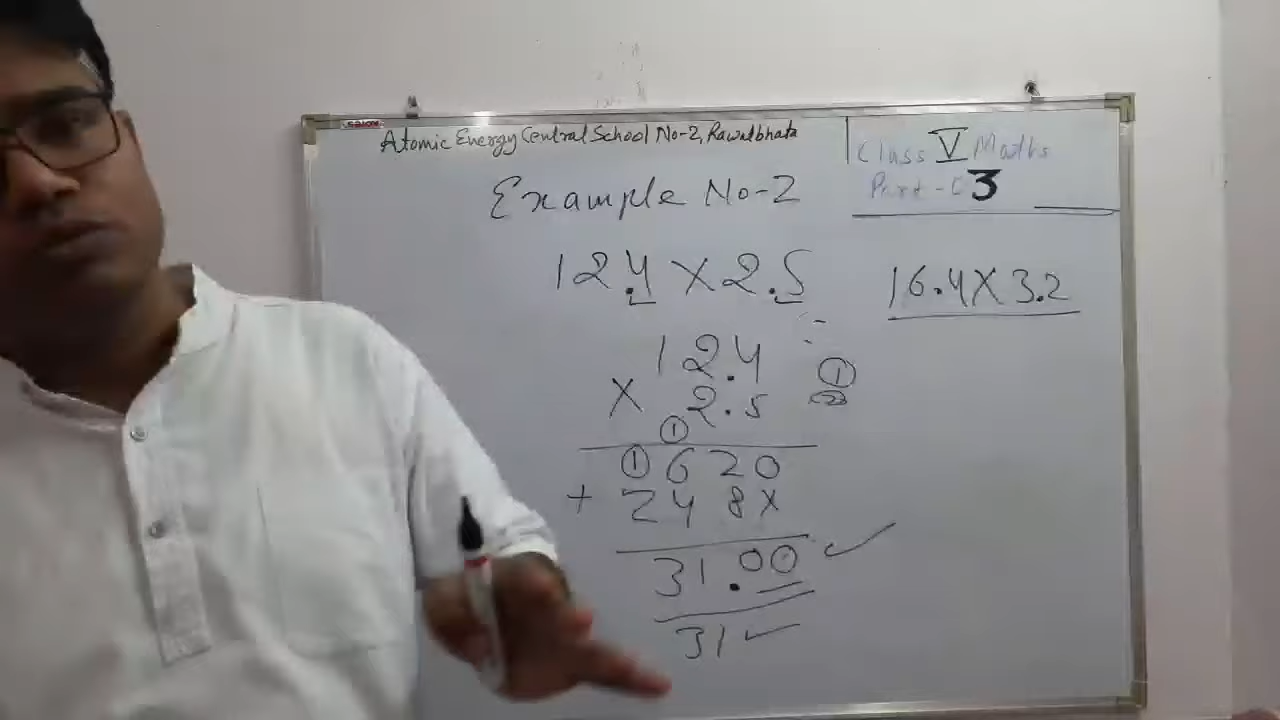 Atomic Energy Central School No-2, Rawatbhata
Class V Maths
Part-C 3
Example No-2
12.4 X 2.5
16.4 X 3.2
12.4
X 2.5
1
1
1 6 2 0
+ 2 4 8 X
31.00
31